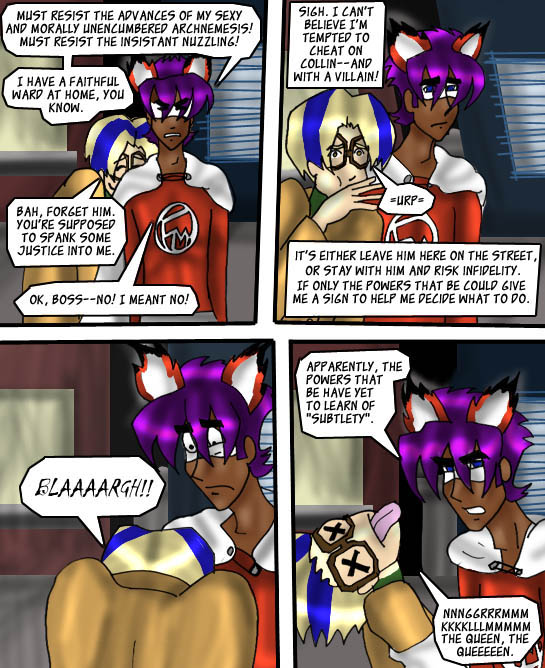 MUST RESIST THE ADVANCES OF MY SEXY
AND MORALLY UNENCUMBERED ARCHNEMESIS!
MUST RESIST THE INSISTANT NUZZLING!
I HAVE A FAITHFUL
WARD AT HOME, YOU
KNOW.
BAH, FORGET HIM.
YOU'RE SUPPOSED
TO SPANK SOME
JUSTICE INTO ME.
OK, BOSS--NO! I MEANT NO!
SIGH. I CAN'T
BELIEVE I'M
TEMPTED TO
CHEAT ON
COLLIN--AND
WITH A VILLAIN!
=URP=
IT'S EITHER LEAVE HIM HERE ON THE STREET,
OR STAY WITH HIM AND RISK INFIDELITY.
IF ONLY THE POWERS THAT BE COULD GIVE
ME A SIGN TO HELP ME DECIDE WHAT TO DO.
BLAAAARGH!!
APPARENTLY, THE
POWERS THAT
BE HAVE YET
TO LEARN OF
"SUBTLETY".
NNNGGRRRMMM
KKKKLLLMMMMM
THE QUEEN, THE
QUEEEEEN.